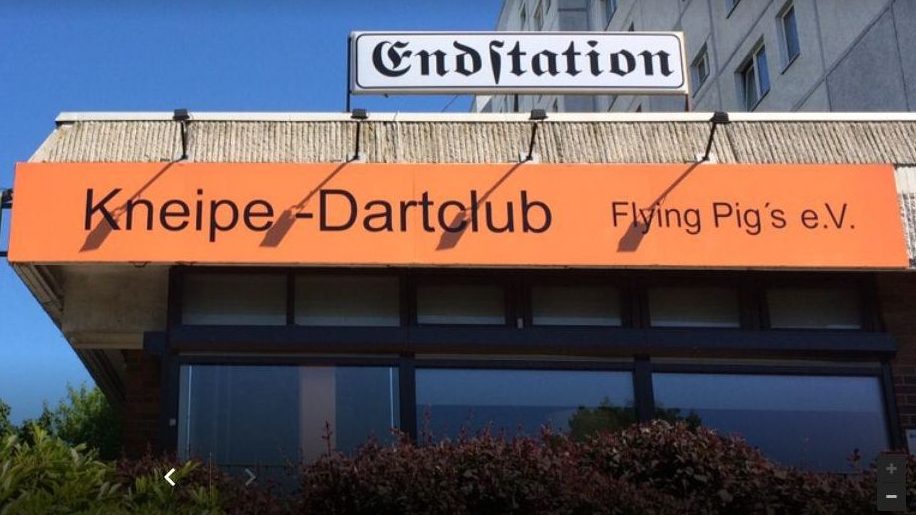 Endſtation
Kneipe -Dartclub Flying Pig´s e.V.